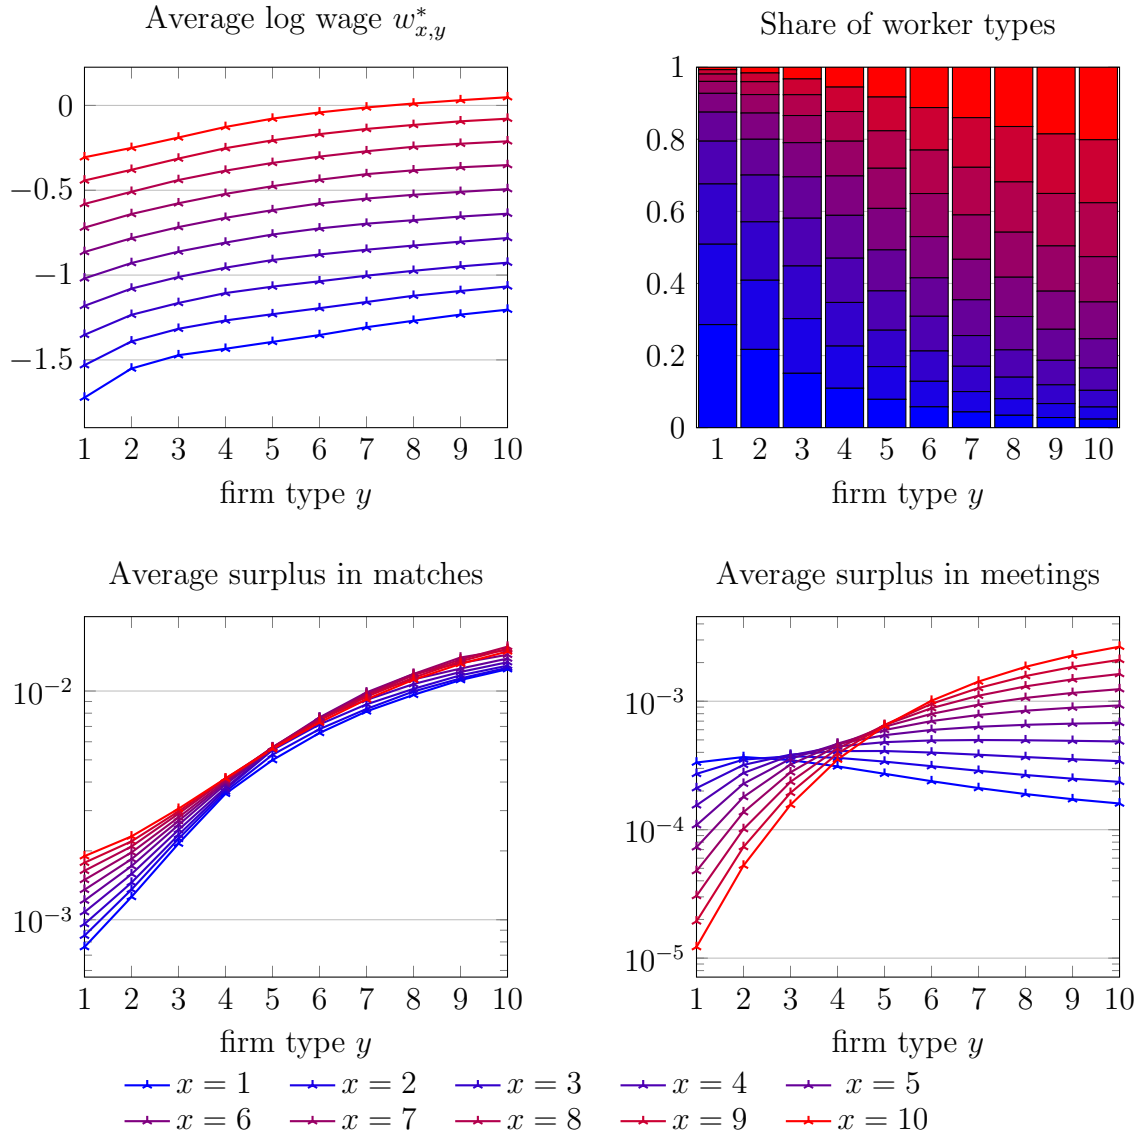 Average log wage $w^*_{x,y}$
0
−0.5
−1
−1.5
1 2 3 4 5 6 7 8 9 10
firm type y
Share of worker types
1
0.8
0.6
0.4
0.2
0
1 2 3 4 5 6 7 8 9 10
firm type y
Average surplus in matches
10^{−2}
10^{−3}
1 2 3 4 5 6 7 8 9 10
firm type y
Average surplus in meetings
10^{−3}
10^{−4}
10^{−5}
1 2 3 4 5 6 7 8 9 10
firm type y
x = 1 x = 2 x = 3 x = 4 x = 5
x = 6 x = 7 x = 8 x = 9 x = 10